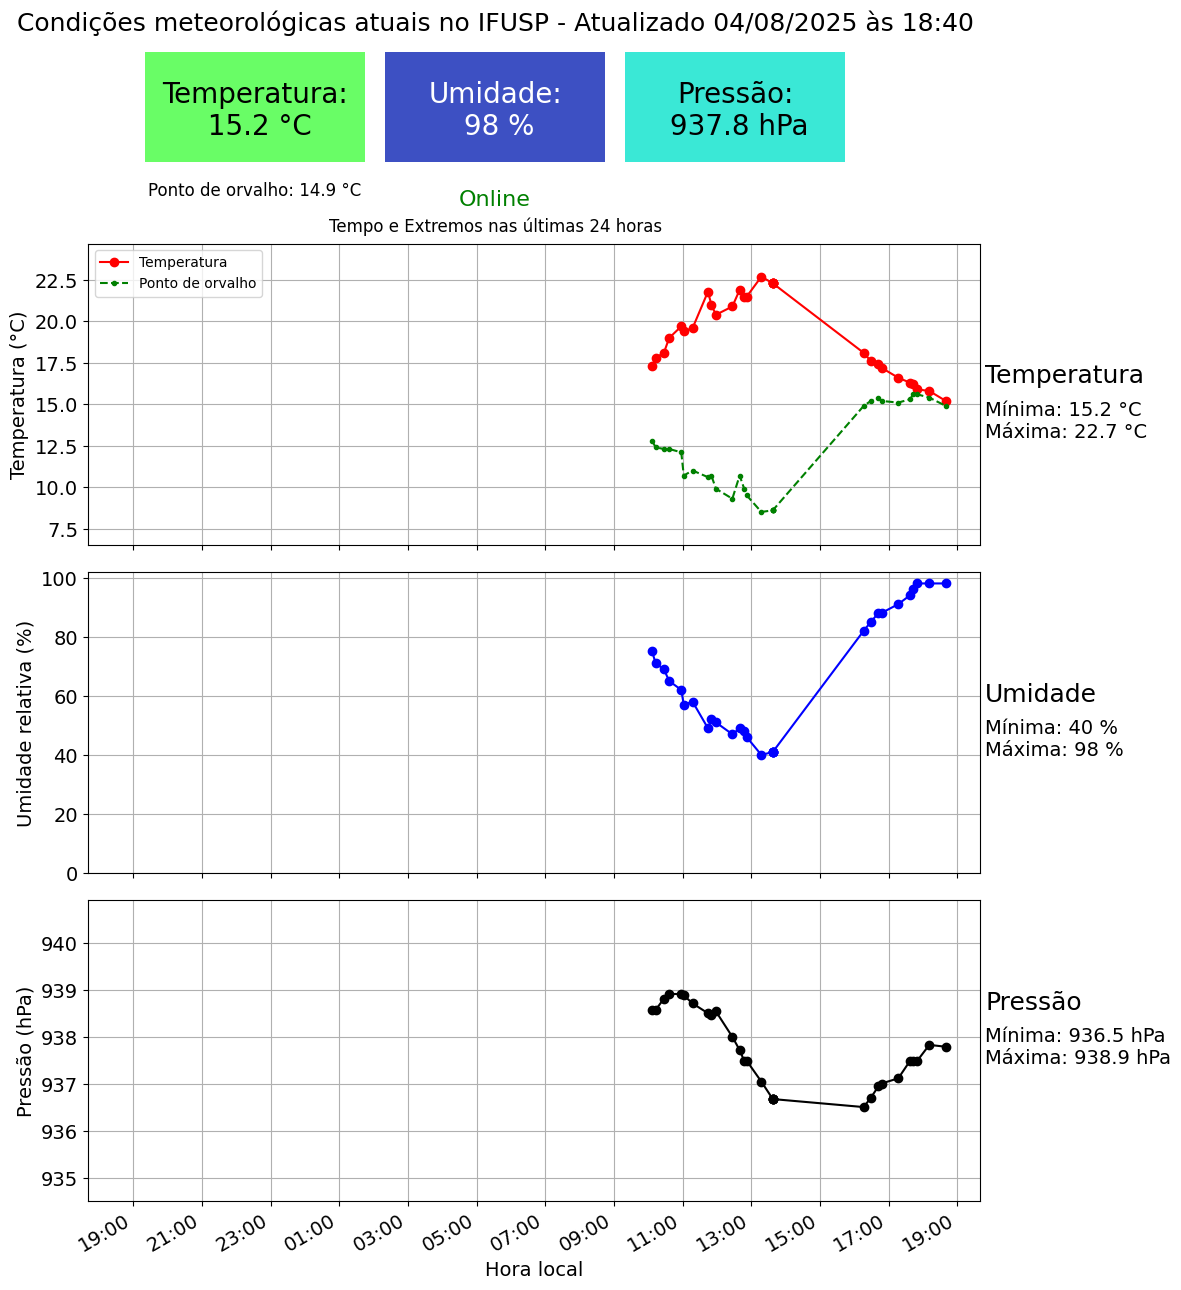 Condições meteorológicas atuais no IFUSP - Atualizado 04/08/2025 às 18:40
Temperatura:
15.2 °C
Umidade:
98 %
Pressão:
937.8 hPa
Ponto de orvalho: 14.9 °C
Online
Tempo e Extremos nas últimas 24 horas
Temperatura
Ponto de orvalho
Temperatura (°C)
22.5
20.0
17.5
15.0
12.5
10.0
7.5
Temperatura
Mínima: 15.2 °C
Máxima: 22.7 °C
Umidade relativa (%)
100
80
60
40
20
0
Umidade
Mínima: 40 %
Máxima: 98 %
Pressão (hPa)
940
939
938
937
936
935
Pressão
Mínima: 936.5 hPa
Máxima: 938.9 hPa
19:00 21:00 23:00 01:00 03:00 05:00 07:00 09:00 11:00 13:00 15:00 17:00 19:00
Hora local